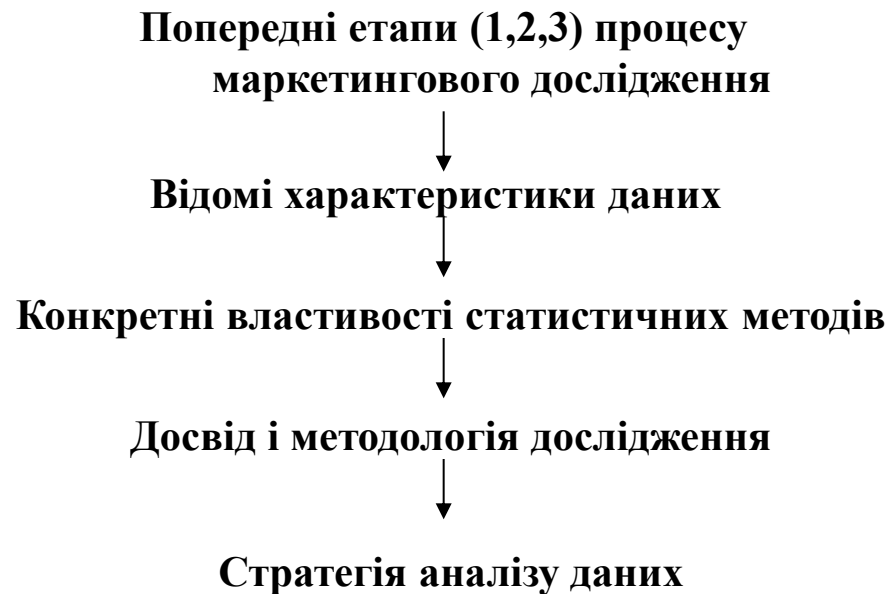 Попередні етапи (1,2,3) процесу
маркетингового дослідження
Відомі характеристики даних
Конкретні властивості статистичних методів
Досвід і методологія дослідження
Стратегія аналізу даних